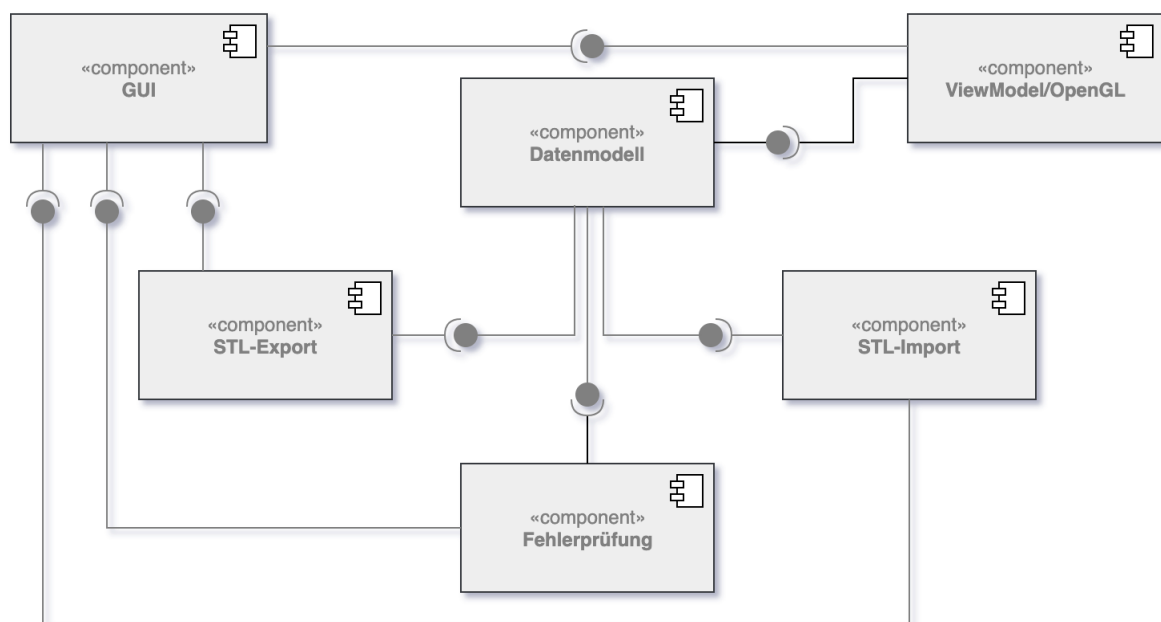 «component»
GUI
«component»
ViewModel/OpenGL
«component»
Datenmodell
«component»
STL-Export
«component»
STL-Import
«component»
Fehlerprüfung